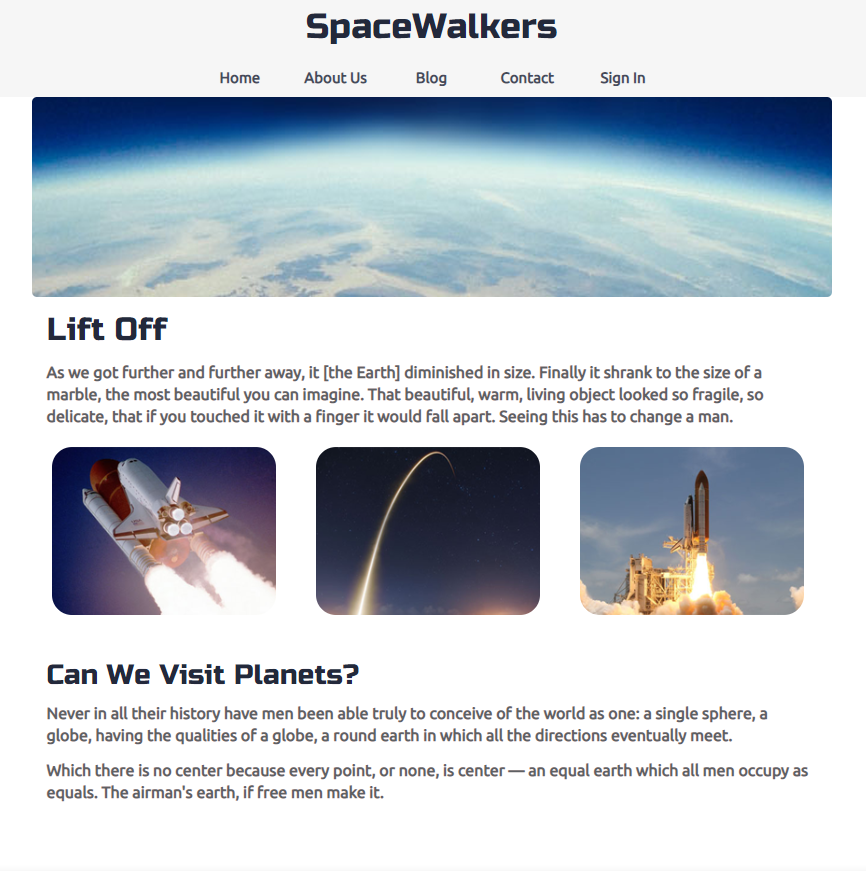 SpaceWalkers
Home About Us Blog Contact Sign In
Lift Off
As we got further and further away, it [the Earth] diminished in size. Finally it shrank to the size of a
marble, the most beautiful you can imagine. That beautiful, warm, living object looked so fragile, so
delicate, that if you touched it with a finger it would fall apart. Seeing this has to change a man.
Can We Visit Planets?
Never in all their history have men been able truly to conceive of the world as one: a single sphere, a
globe, having the qualities of a globe, a round earth in which all the directions eventually meet.
Which there is no center because every point, or none, is center — an equal earth which all men occupy as
equals. The airman's earth, if free men make it.